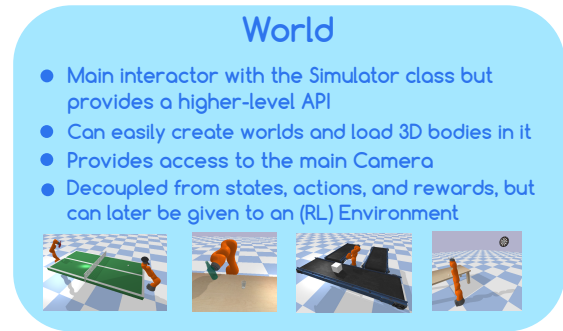 World
● Main interactor with the Simulator class but
provides a higher-level API
● Can easily create worlds and load 3D bodies in it
● Provides access to the main Camera
● Decoupled from states, actions, and rewards, but
can later be given to an (RL) Environment